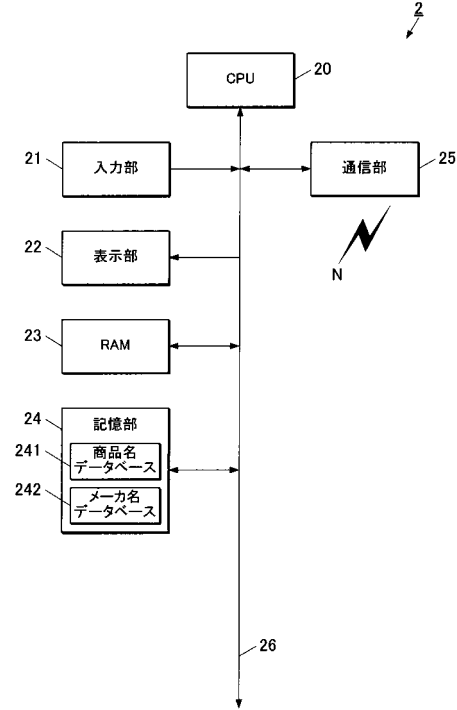 2
CPU
20
21
入力部
通信部
25
22
表示部
N
23
RAM
24
記憶部
241
商品名
データベース
242
メーカ名
データベース
26